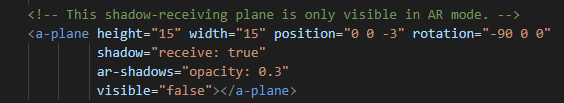 <!-- This shadow-receiving plane is only visible in AR mode. -->
<a-plane height="15" width="15" position="0 0 -3" rotation="-90 0 0"
shadow="receive: true"
ar-shadows="opacity: 0.3"
visible="false"></a-plane>